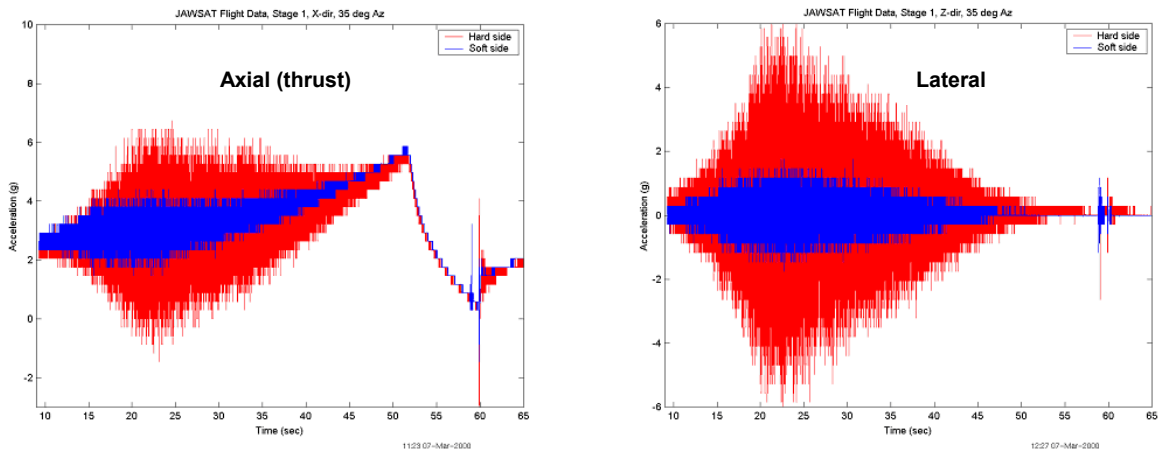 JAWSAT Flight Data, Stage 1, X-dir, 35 deg Az
10
8
6
4
2
0
-2
Acceleration (g)
Hard side
Soft side
Axial (thrust)
10 15 20 25 30 35 40 45 50 55 60 65
Time (sec)
11:23 07-Mar-2000
JAWSAT Flight Data, Stage 1, Z-dir, 35 deg Az
6
4
2
0
-2
-4
-6
Acceleration (g)
Hard side
Soft side
Lateral
10 15 20 25 30 35 40 45 50 55 60 65
Time (sec)
12:27 07-Mar-2000